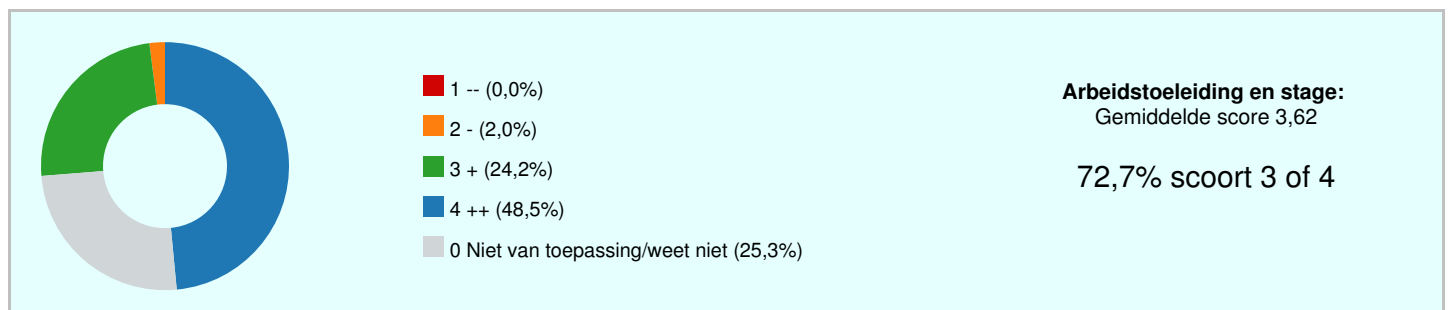 1 -- (0,0%)
2 - (2,0%)
3 + (24,2%)
4 ++ (48,5%)
0 Niet van toepassing/weet niet (25,3%)
Arbeidstoeleiding en stage:
Gemiddelde score 3,62
72,7% scoort 3 of 4